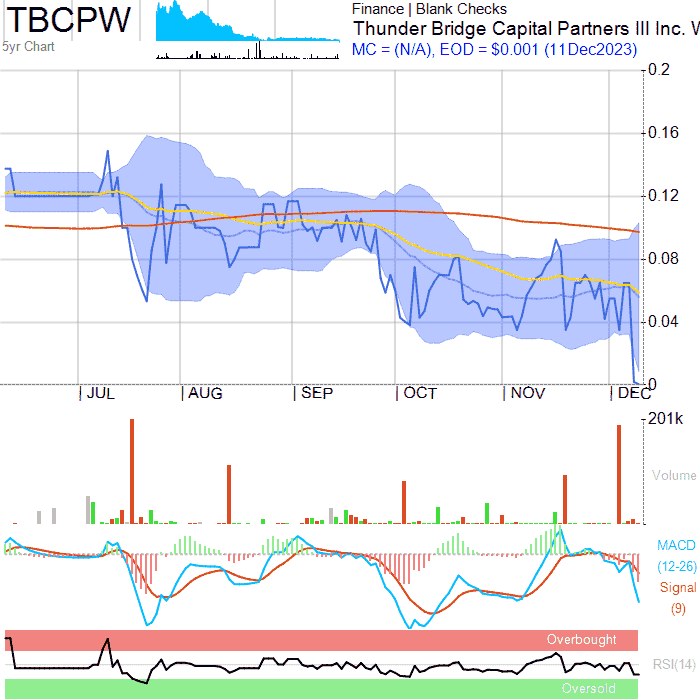 TBCPW
5yr Chart
Finance | Blank Checks
Thunder Bridge Capital Partners III Inc. W
MC = (N/A), EOD = $0.001 (11Dec2023)
0.2
0.16
0.12
0.08
0.04
0
JUL AUG SEP OCT NOV DEC
201k
Volume
MACD
(12-26)
Signal
(9)
Overbought
RSI(14)
Oversold